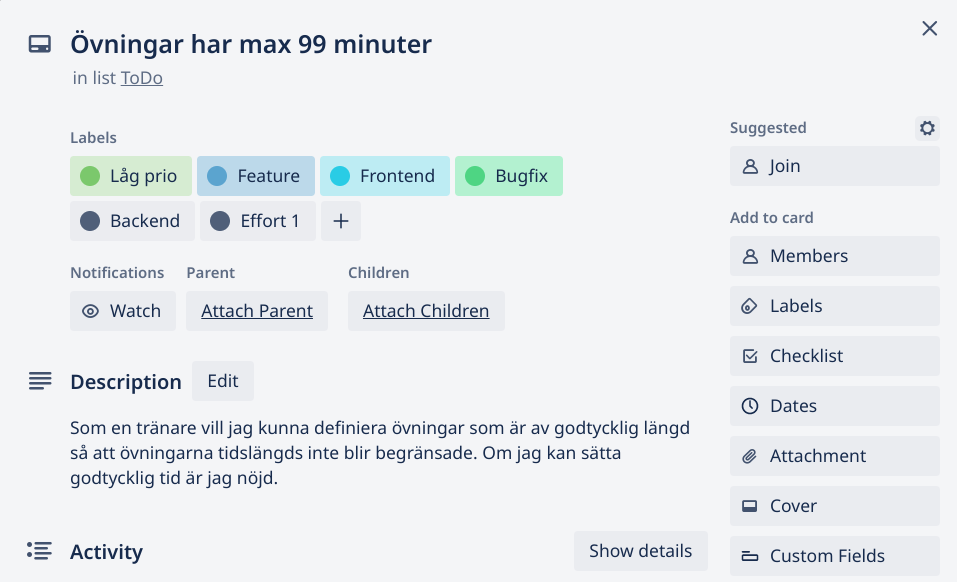 Övningar har max 99 minuter
in list ToDo
Labels
Låg prio
Feature
Frontend
Bugfix
Backend
Effort 1
Notifications
Parent
Children
Watch
Attach Parent
Attach Children
Description
Edit
Som en tränare vill jag kunna definiera övningar som är av godtycklig längd
så att övningarna tidslängds inte blir begränsade. Om jag kan sätta
godtycklig tid är jag nöjd.
Activity
Show details
Suggested
Join
Add to card
Members
Labels
Checklist
Dates
Attachment
Cover
Custom Fields